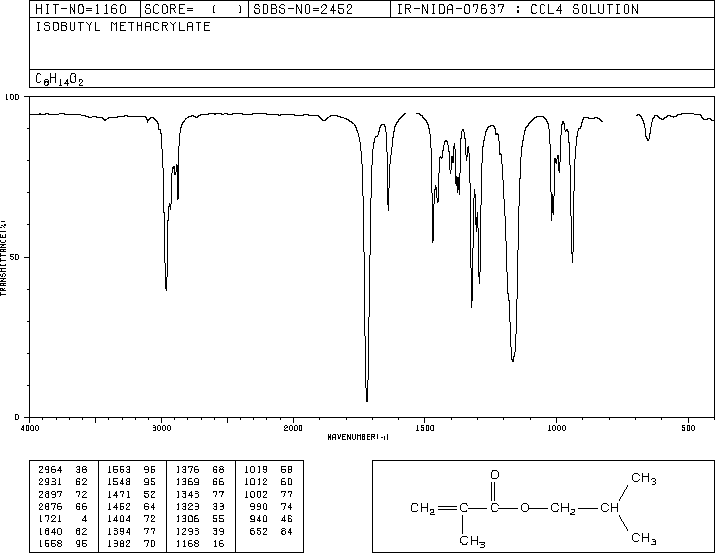 HIT-NO=1160 SCORE= ( ) SDBS-NO=2452 IR-NIDA-07637 : CCL4 SOLUTION
ISOBUTYL METHACRYLATE
C8H14O2
100
50
0
TRANSMITTANCE(%)
4000 3000 2000 1500 1000 500
WAVENUMBER(-1)
2964 38 1553 95 1376 68 1019 58
2931 62 1548 95 1369 66 1012 60
2897 72 1471 52 1343 77 1002 77
2876 66 1452 64 1323 33 990 74
1721 4 1404 72 1306 55 940 46
1640 62 1394 77 1293 39 652 84
1558 95 1382 70 1168 16
O CH3
CH2 C C O CH2 CH
CH3 CH3